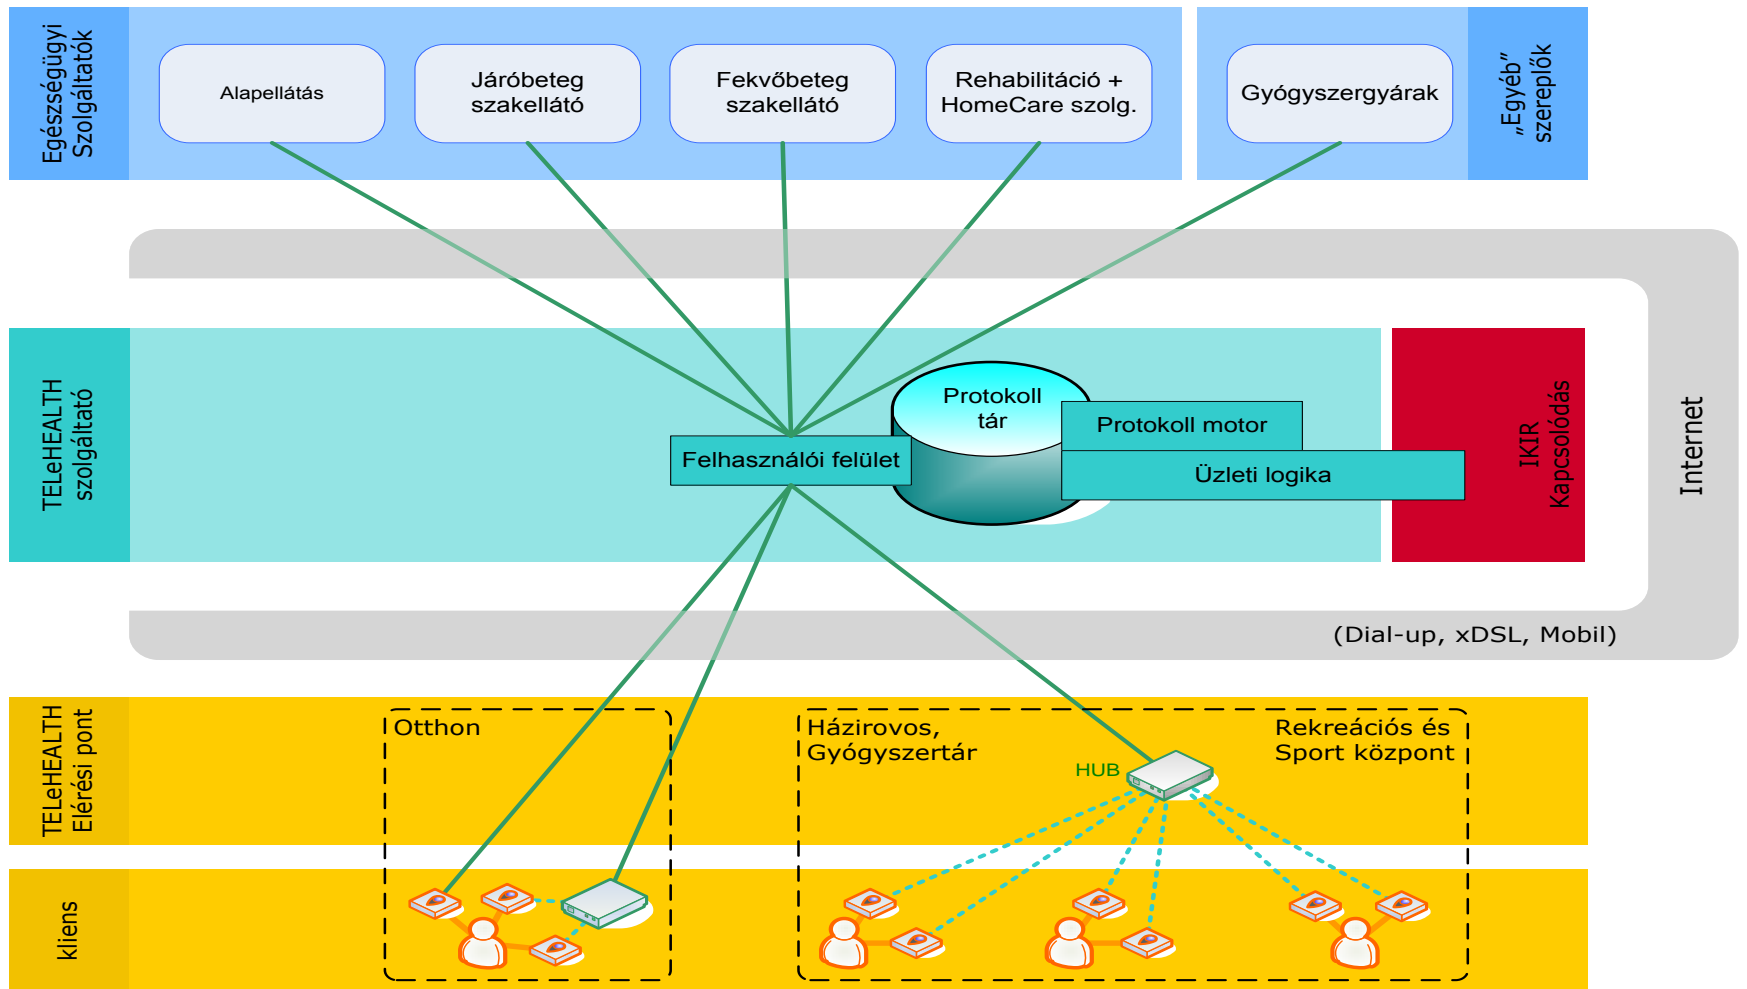 Egészségügyi
Szolgáltatók
Alapellátás
Járóbeteg
szakellátó
Fekvőbeteg
szakellátó
Rehabilitáció +
HomeCare szolg.
Gyógyszergyárak
„Egyéb”
szereplők
TELeHEALTH
szolgáltató
Protokoll
tár
Protokoll motor
Felhasználói felület
Üzleti logika
IKIR
Kapcsolódás
Internet
(Dial-up, xDSL, Mobil)
TELeHEALTH
Elérési pont
Otthon
Házirovos,
Gyógyszertár
Rekreációs és
Sport központ
HUB
kliens